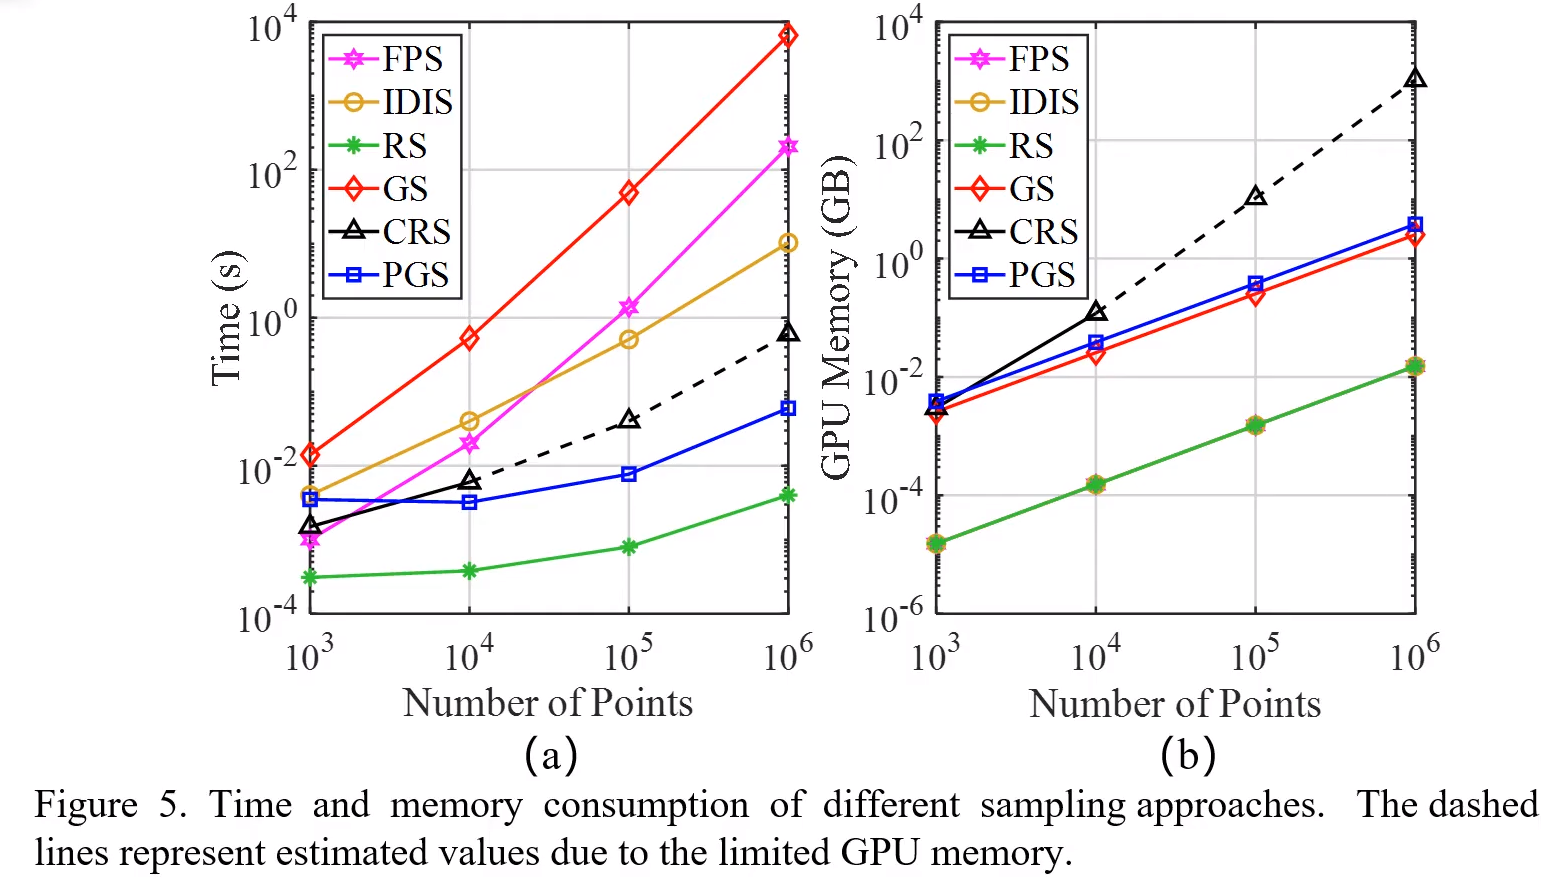 10^4
10^2
10^0
10^-2
10^-4
Time (s)
FPS
IDIS
RS
GS
CRS
PGS
10^3
10^4
10^5
10^6
Number of Points
(a)
10^4
10^2
10^0
10^-2
10^-4
10^-6
GPU Memory (GB)
FPS
IDIS
RS
GS
CRS
PGS
10^3
10^4
10^5
10^6
Number of Points
(b)
Figure 5. Time and memory consumption of different sampling approaches. The dashed
lines represent estimated values due to the limited GPU memory.